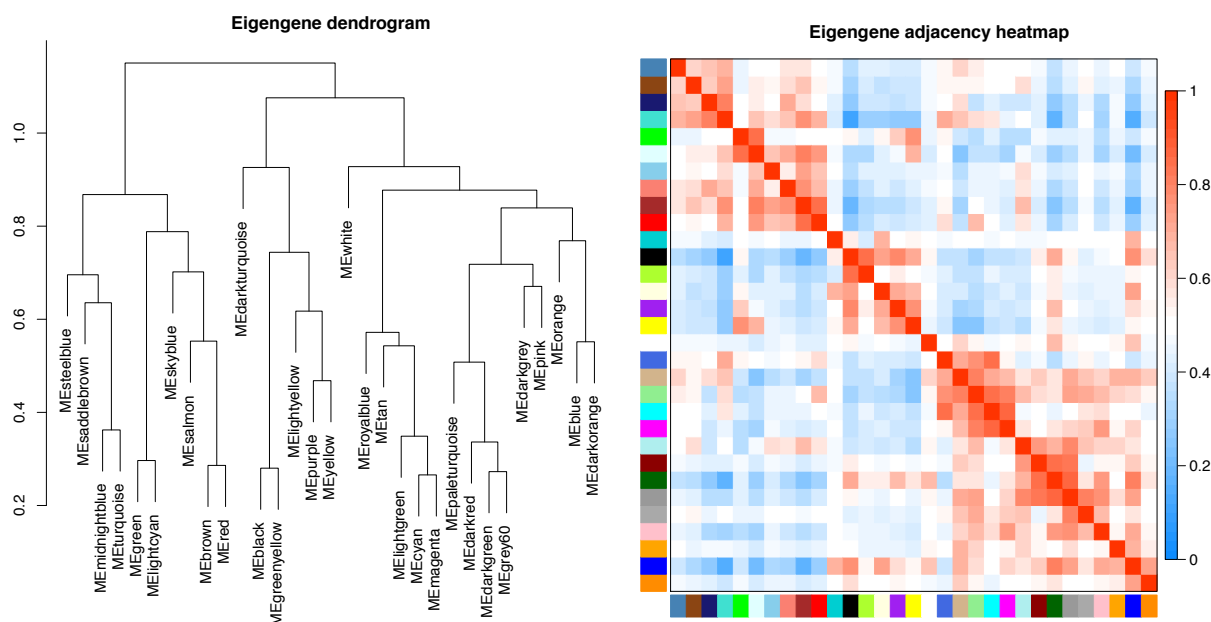 Eigengene dendrogram
1.0
0.8
0.6
0.4
0.2
MEsteelblue
MEsaddlebrown
MEmidnightblue
MEturquoise
MEgreen
MElightcyan
MEskyblue
MEsalmon
MEbrown
MEred
MEdarkturquoise
MEblack
MEgreenyellow
MElightyellow
MEpurple
MEyellow
MEwhite
MEroyalblue
MEtan
MElightgreen
MEcyan
MEmagenta
MEpaleturquoise
MEdarkred
MEdarkgreen
MEgrey60
MEdarkgrey
MEpink
MEorange
MEblue
MEdarkorange
Eigengene adjacency heatmap
1
0.8
0.6
0.4
0.2
0